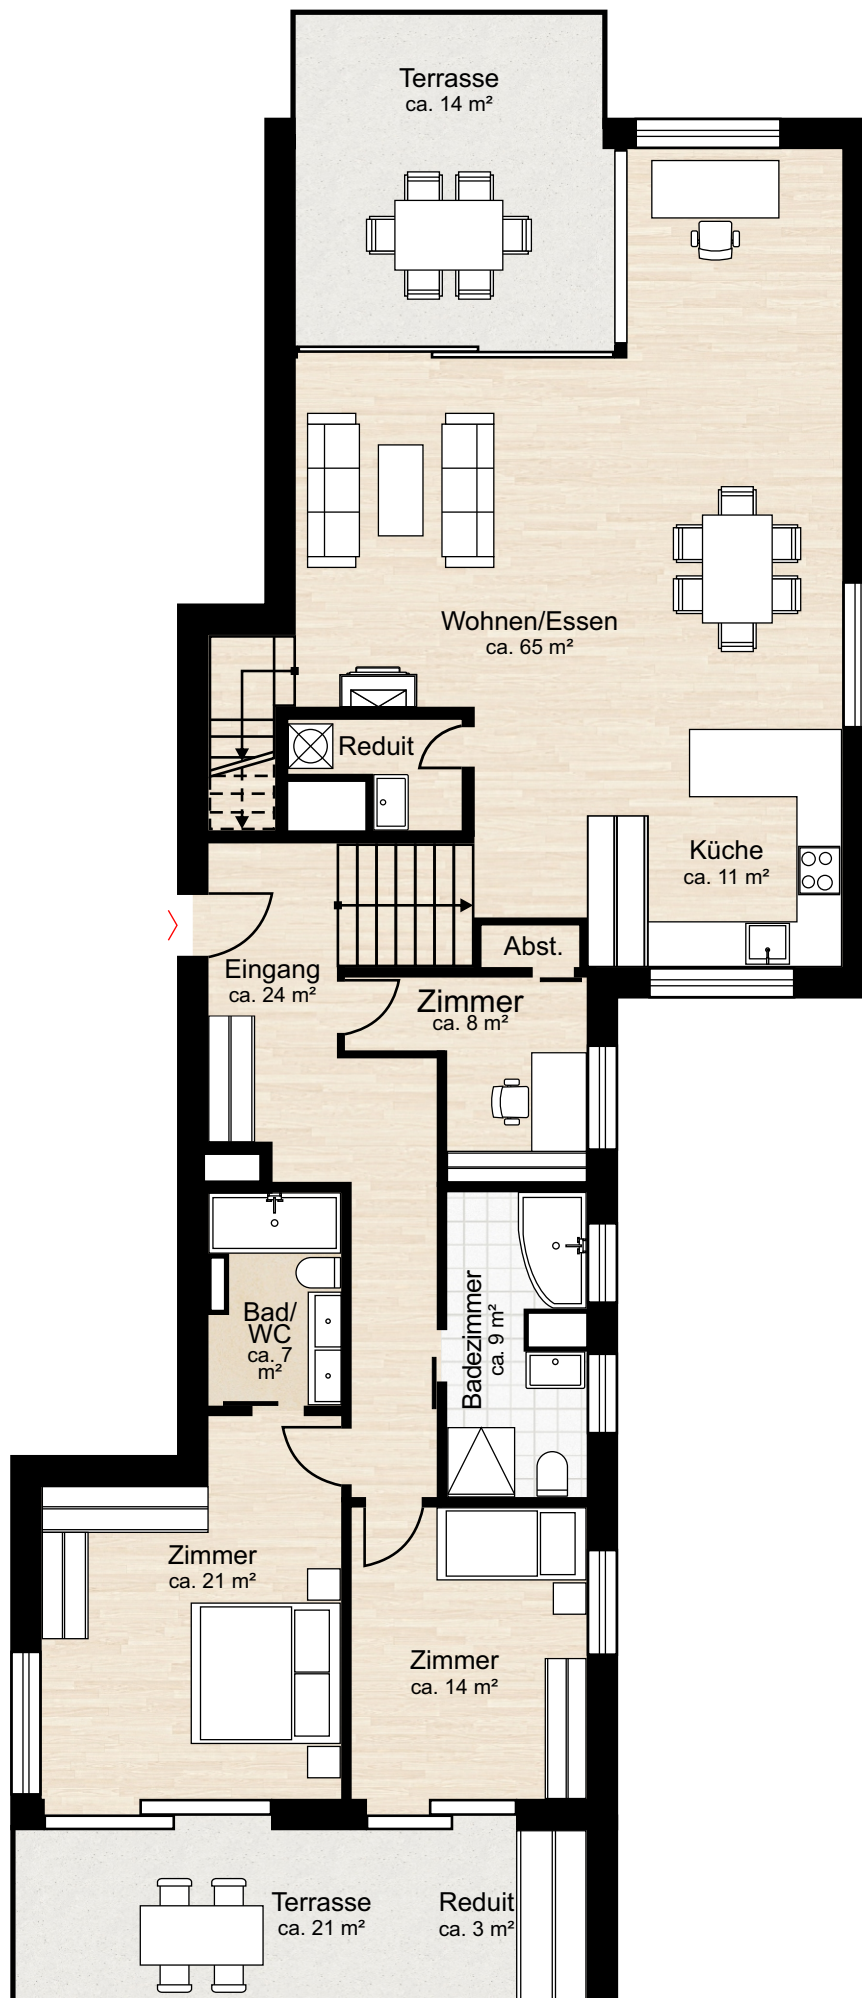 Terrasse
ca. 14 m²
Wohnen/Essen
ca. 65 m²
Reduit
Küche
ca. 11 m²
Abst.
Eingang
ca. 24 m²
Zimmer
ca. 8 m²
Bad/
WC
ca. 7
m²
Badezimmer
ca. 9 m²
Zimmer
ca. 21 m²
Zimmer
ca. 14 m²
Terrasse
ca. 21 m²
Reduit
ca. 3 m²